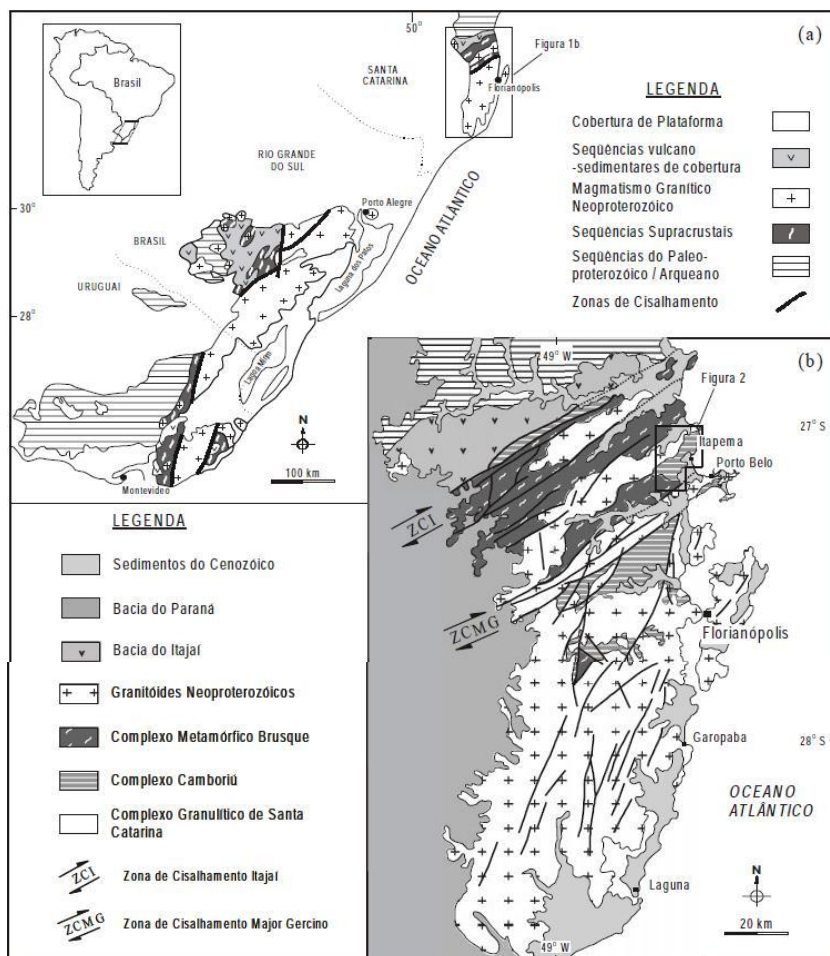 50°
(a)
Figura 1b
Brasil
SANTA
CATARINA
Florianópolis
LEGENDA
Cobertura de Plataforma
Seqüências vulcano
-sedimentares de cobertura
Magmatismo Granítico
Neoproterozóico
Seqüências Supracrustais
Seqüências do Paleo-
proterozóico / Arqueano
Zonas de Cisalhamento
RIO GRANDE
DO SUL
30°
Porto Alegre
BRASIL
OCEANO ATLÂNTICO
Laguna dos Patos
URUGUAI
28°
Laguna Mirim
N
100 km
Montevideo
(b)
49° W
Figura 2
27° S
Itapema
Porto Belo
ZCI
ZCMG
Florianópolis
28° S
Garopaba
OCEANO
ATLÂNTICO
N
Laguna
20 km
49° W
LEGENDA
Sedimentos do Cenozóico
Bacia do Paraná
Bacia do Itajaí
Granitóides Neoproterozóicos
Complexo Metamórfico Brusque
Complexo Camboriú
Complexo Granulítico de Santa
Catarina
ZCI Zona de Cisalhamento Itajaí
ZCMG Zona de Cisalhamento Major Gercino